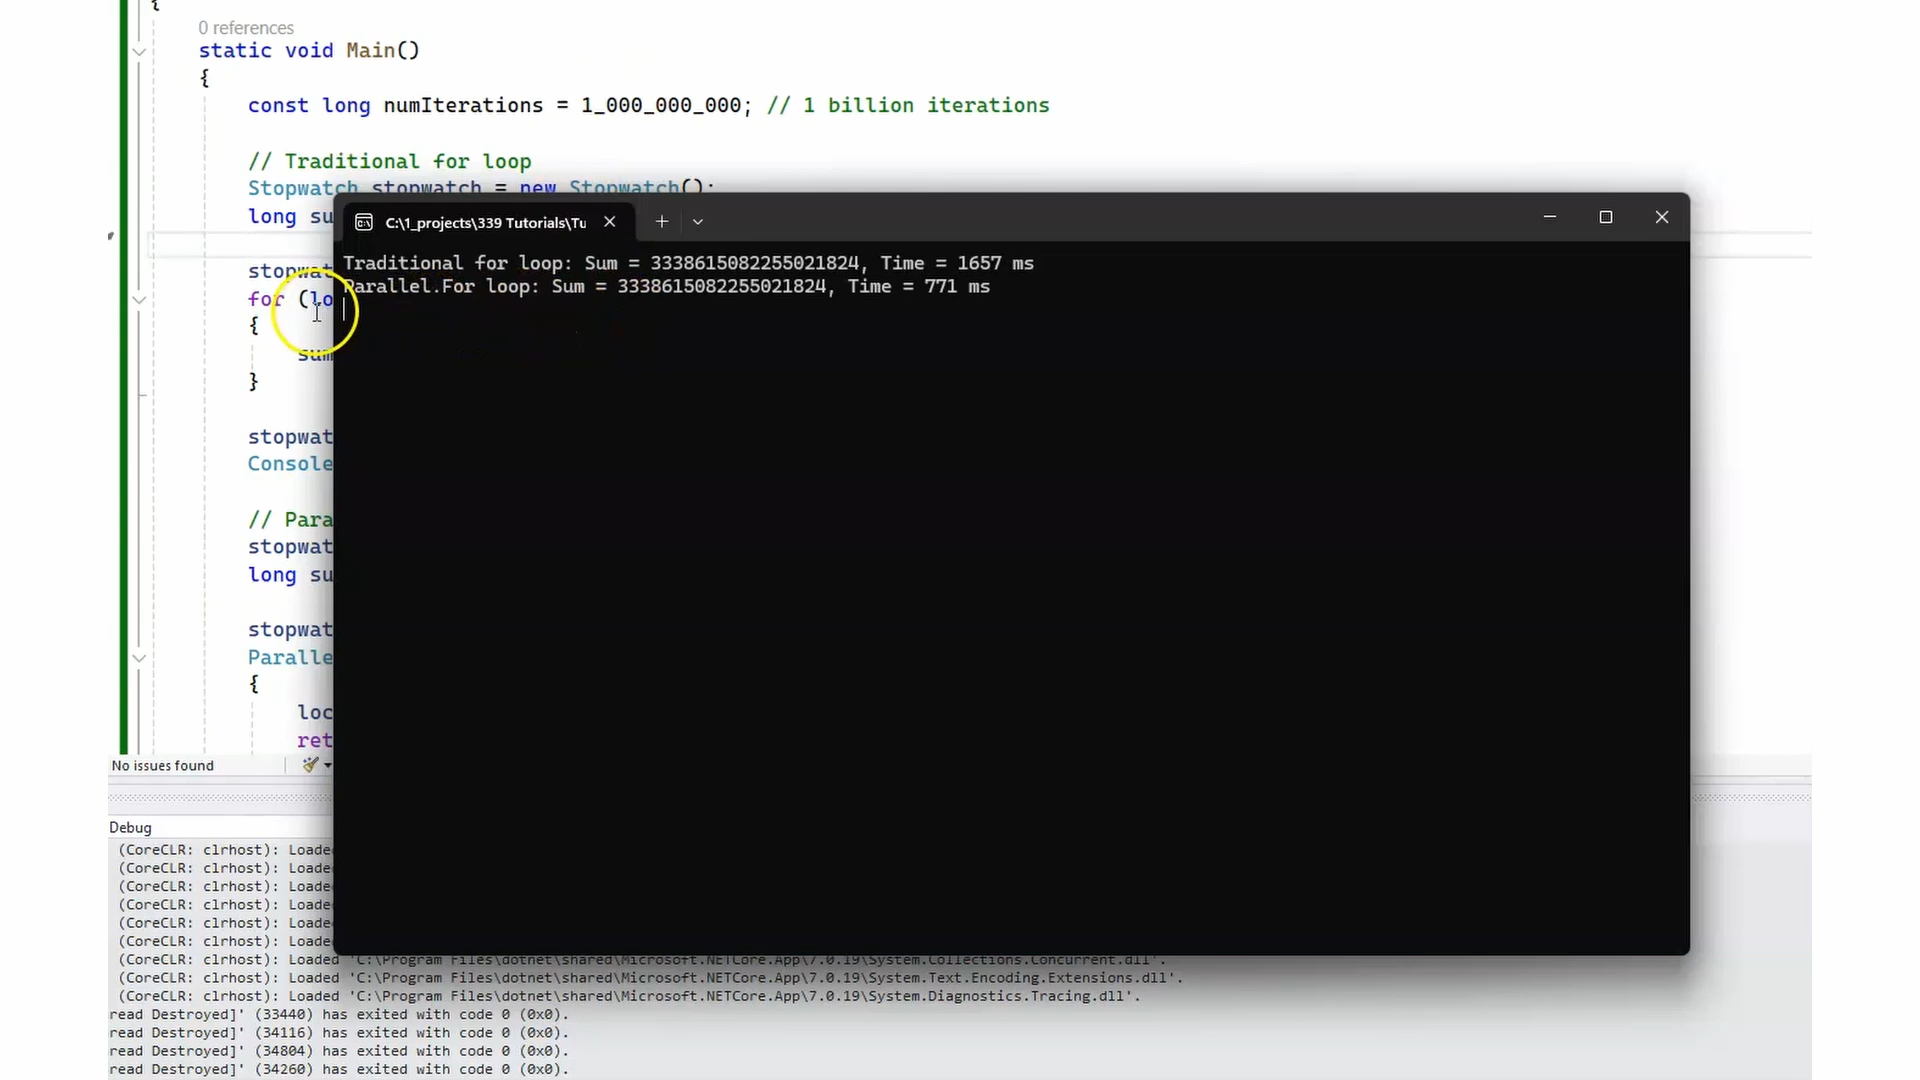 {
0 references
static void Main()
{
const long numIterations = 1_000_000_000; // 1 billion iterations
// Traditional for loop
Stopwatch stopwatch = new Stopwatch();
long su
C:\1_projects\339 Tutorials\Tu
Traditional for loop: Sum = 3338615082255021824, Time = 1657 ms
Parallel.For loop: Sum = 3338615082255021824, Time = 771 ms
stopwat
for (lo
{
sum
}
stopwat
Console
// Para
stopwat
long su
stopwat
Paralle
{
loc
ret
No issues found
Debug
(CoreCLR: clrhost): Loade
(CoreCLR: clrhost): Loade
(CoreCLR: clrhost): Loade
(CoreCLR: clrhost): Loade
(CoreCLR: clrhost): Loade
(CoreCLR: clrhost): Loade
(CoreCLR: clrhost): Loaded 'C:\Program Files\dotnet\shared\Microsoft.NETCore.App\7.0.19\System.Collections.Concurrent.dll'.
(CoreCLR: clrhost): Loaded 'C:\Program Files\dotnet\shared\Microsoft.NETCore.App\7.0.19\System.Text.Encoding.Extensions.dll'.
(CoreCLR: clrhost): Loaded 'C:\Program Files\dotnet\shared\Microsoft.NETCore.App\7.0.19\System.Diagnostics.Tracing.dll'.
read Destroyed]' (33440) has exited with code 0 (0x0).
read Destroyed]' (34116) has exited with code 0 (0x0).
read Destroyed]' (34804) has exited with code 0 (0x0).
read Destroyed]' (34260) has exited with code 0 (0x0).